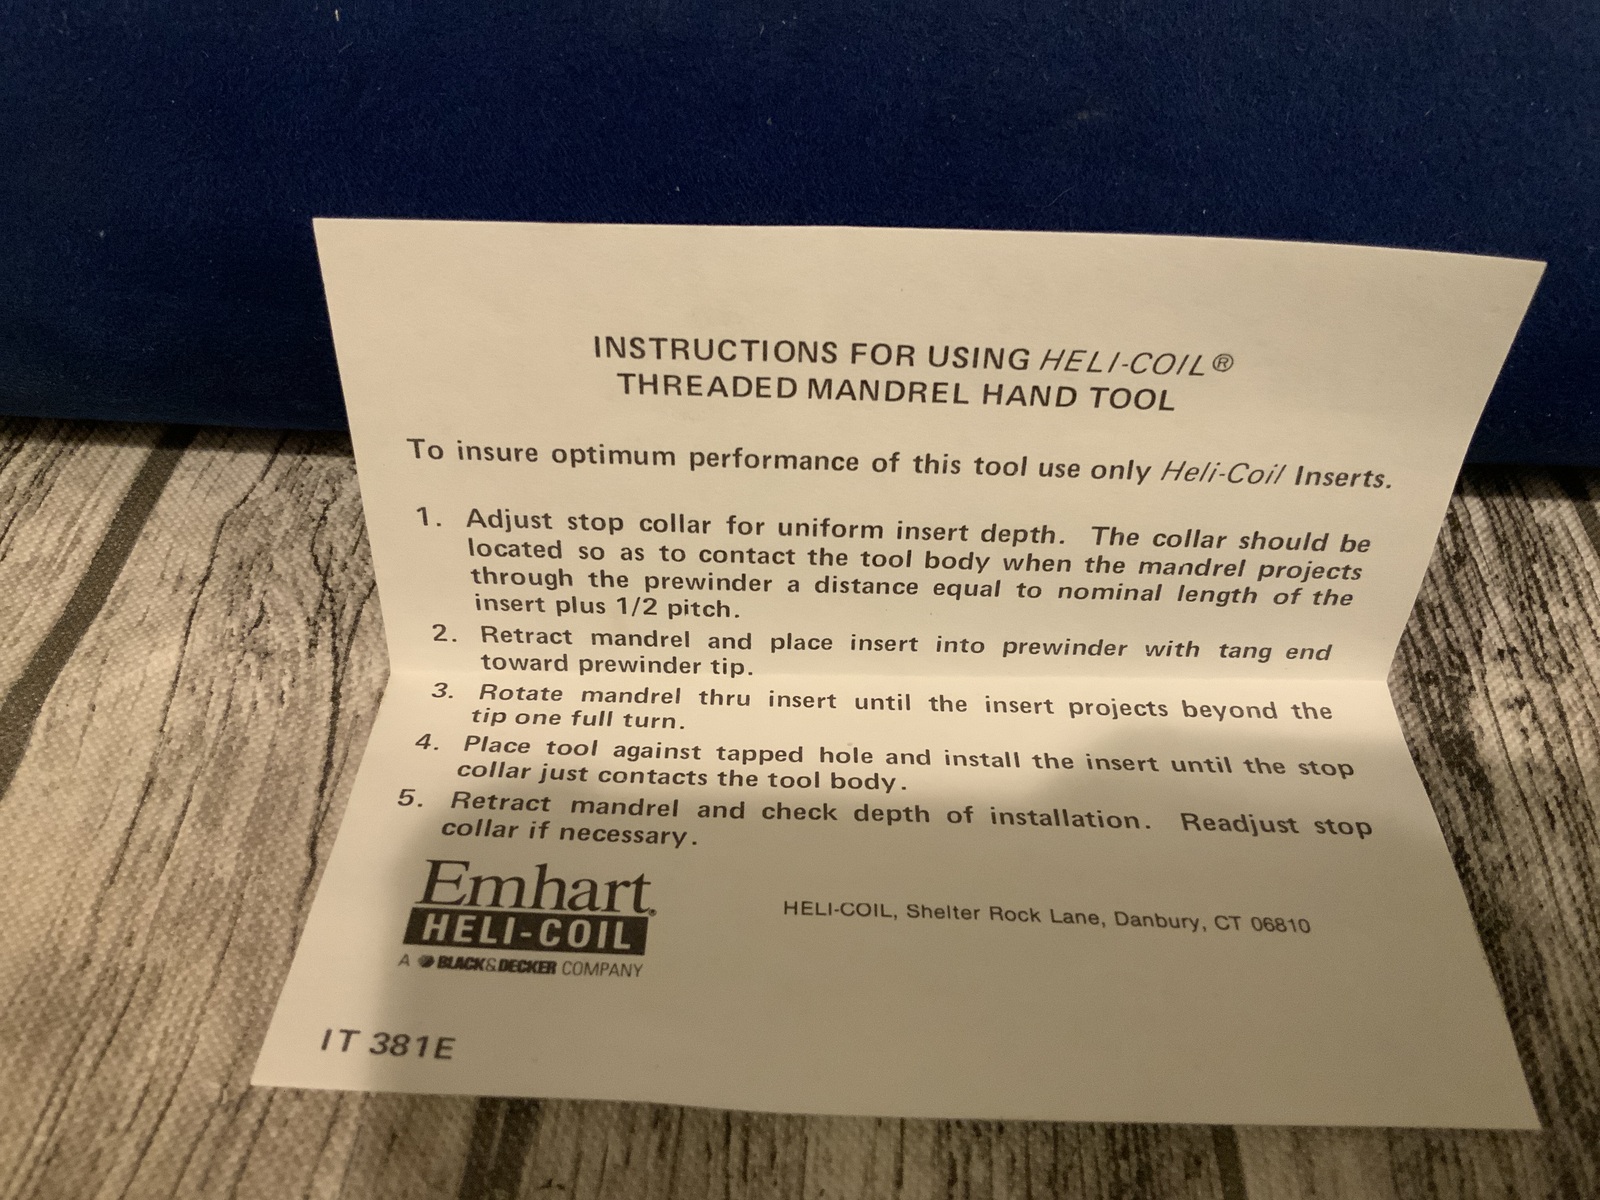 INSTRUCTIONS FOR USING HELI-COIL®
THREADED MANDREL HAND TOOL
To insure optimum performance of this tool use only Heli-Coil Inserts.
1. Adjust stop collar for uniform insert depth. The collar should be
located so as to contact the tool body when the mandrel projects
through the prewinder a distance equal to nominal length of the
insert plus 1/2 pitch.
2. Retract mandrel and place insert into prewinder with tang end
toward prewinder tip.
3. Rotate mandrel thru insert until the insert projects beyond the
tip one full turn.
4. Place tool against tapped hole and install the insert until the stop
collar just contacts the tool body.
5. Retract mandrel and check depth of installation. Readjust stop
collar if necessary.
Emhart
HELI-COIL
A BLACK&DECKER COMPANY
HELI-COIL, Shelter Rock Lane, Danbury, CT 06810
IT 381E